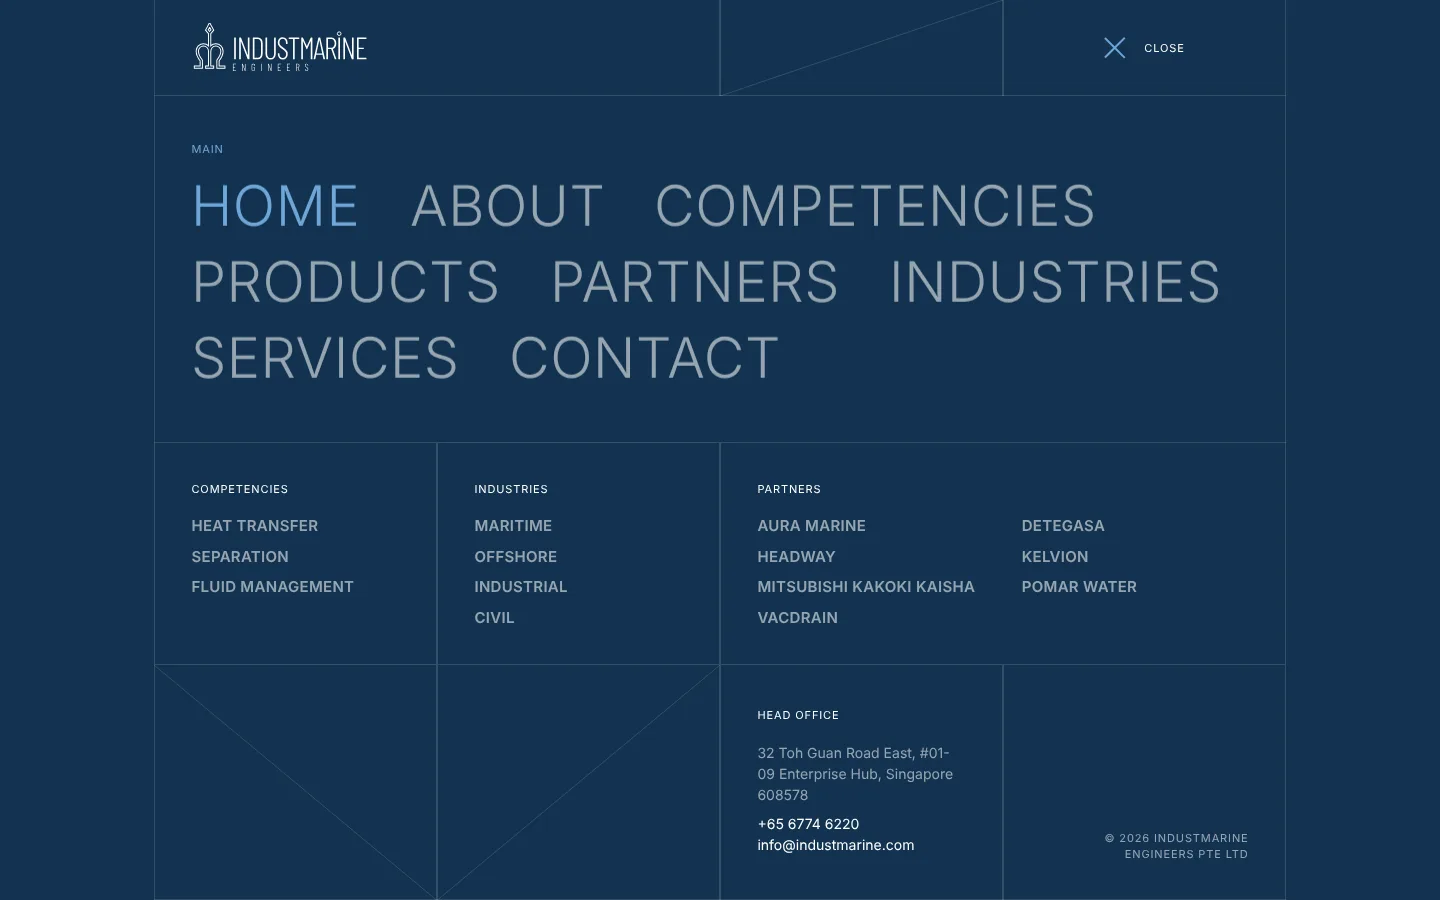 INDUSTMARINE
ENGINEERS
CLOSE
MAIN
HOME ABOUT COMPETENCIES
PRODUCTS PARTNERS INDUSTRIES
SERVICES CONTACT
COMPETENCIES
HEAT TRANSFER
SEPARATION
FLUID MANAGEMENT
INDUSTRIES
MARITIME
OFFSHORE
INDUSTRIAL
CIVIL
PARTNERS
AURA MARINE
HEADWAY
MITSUBISHI KAKOKI KAISHA
VACDRAIN
DETEGASA
KELVION
POMAR WATER
HEAD OFFICE
32 Toh Guan Road East, #01-
09 Enterprise Hub, Singapore
608578
+65 6774 6220
info@industmarine.com
© 2026 INDUSTMARINE
ENGINEERS PTE LTD